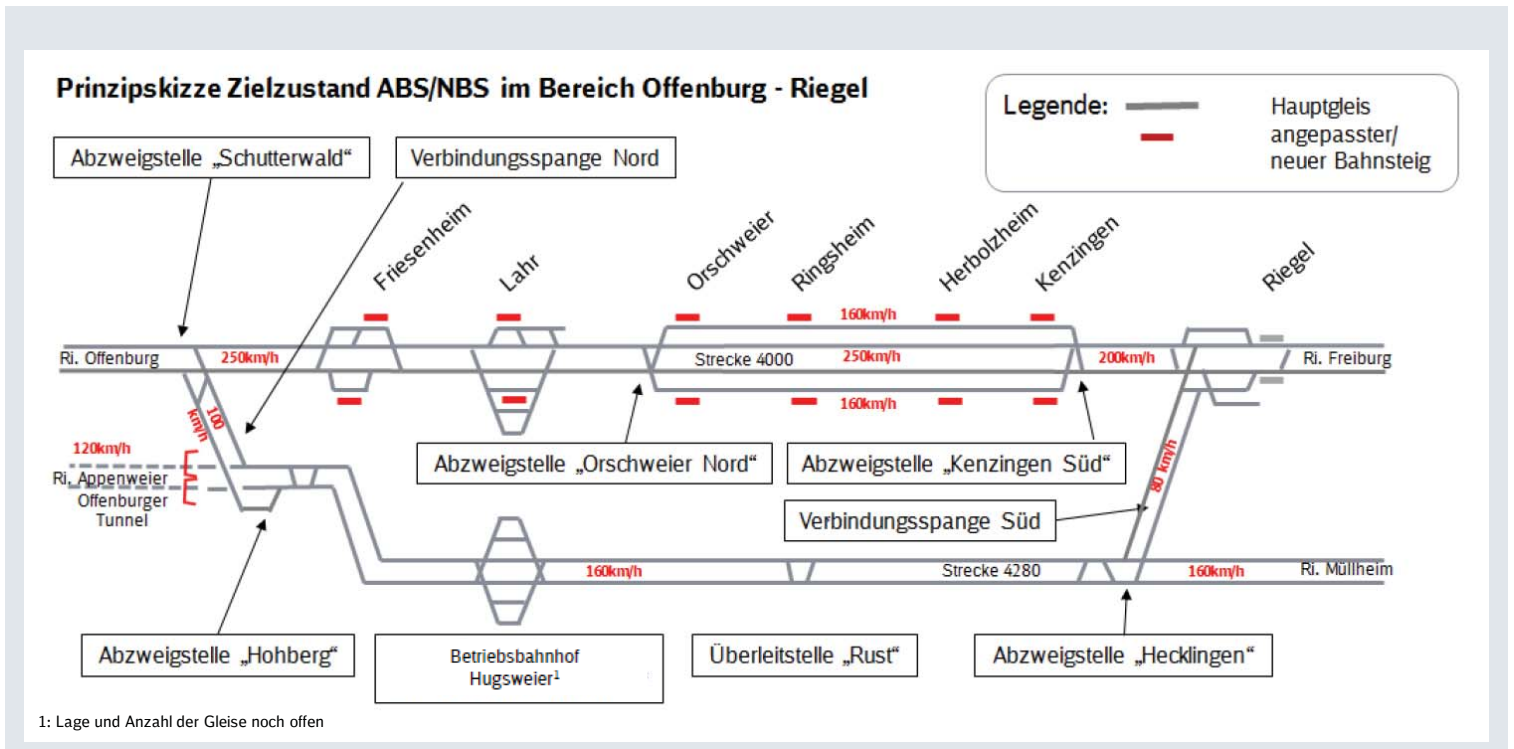 Prinzipskizze Zielzustand ABS/NBS im Bereich Offenburg - Riegel
Legende:
Hauptgleis
angepasster/
neuer Bahnsteig
Abzweigstelle „Schutterwald“
Verbindungsspange Nord
Friesenheim
Lahr
Orschweier
Ringsheim
Herbolzheim
Kenzingen
Riegel
160km/h
Ri. Offenburg
250km/h
Strecke 4000
250km/h
200km/h
Ri. Freiburg
160km/h
100
km/h
120km/h
Ri. Appenweier
Offenburger
Tunnel
Abzweigstelle „Orschweier Nord“
Abzweigstelle „Kenzingen Süd“
80 km/h
Verbindungsspange Süd
160km/h
Strecke 4280
160km/h
Ri. Müllheim
Abzweigstelle „Hohberg“
Betriebsbahnhof
Hugsweier¹
Überleitstelle „Rust“
Abzweigstelle „Hecklingen“
1: Lage und Anzahl der Gleise noch offen